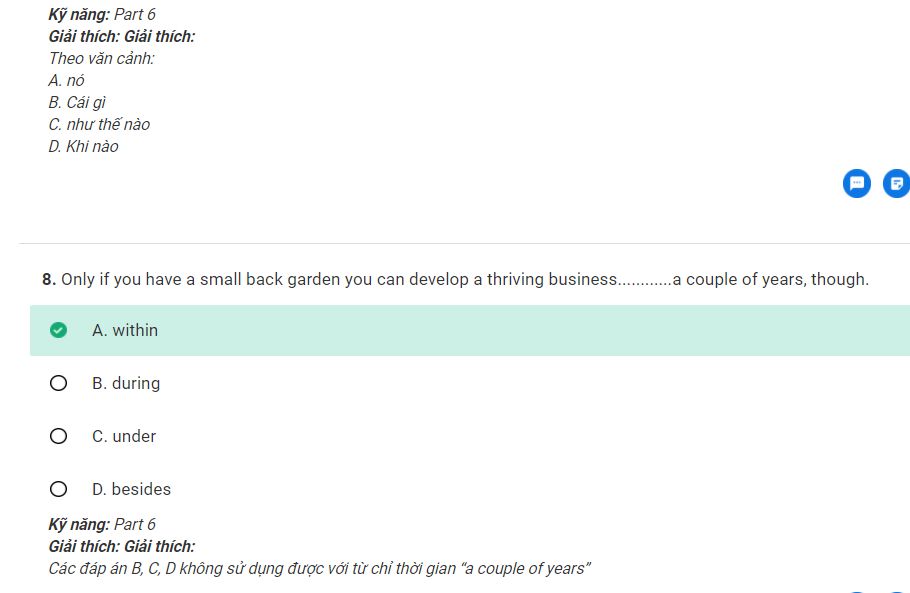 Kỹ năng: Part 6
Giải thích: Giải thích:
Theo văn cảnh:
A. nó
B. Cái gì
C. như thế nào
D. Khi nào
8. Only if you have a small back garden you can develop a thriving business............a couple of years, though.
A. within
B. during
C. under
D. besides
Kỹ năng: Part 6
Giải thích: Giải thích:
Các đáp án B, C, D không sử dụng được với từ chỉ thời gian “a couple of years”